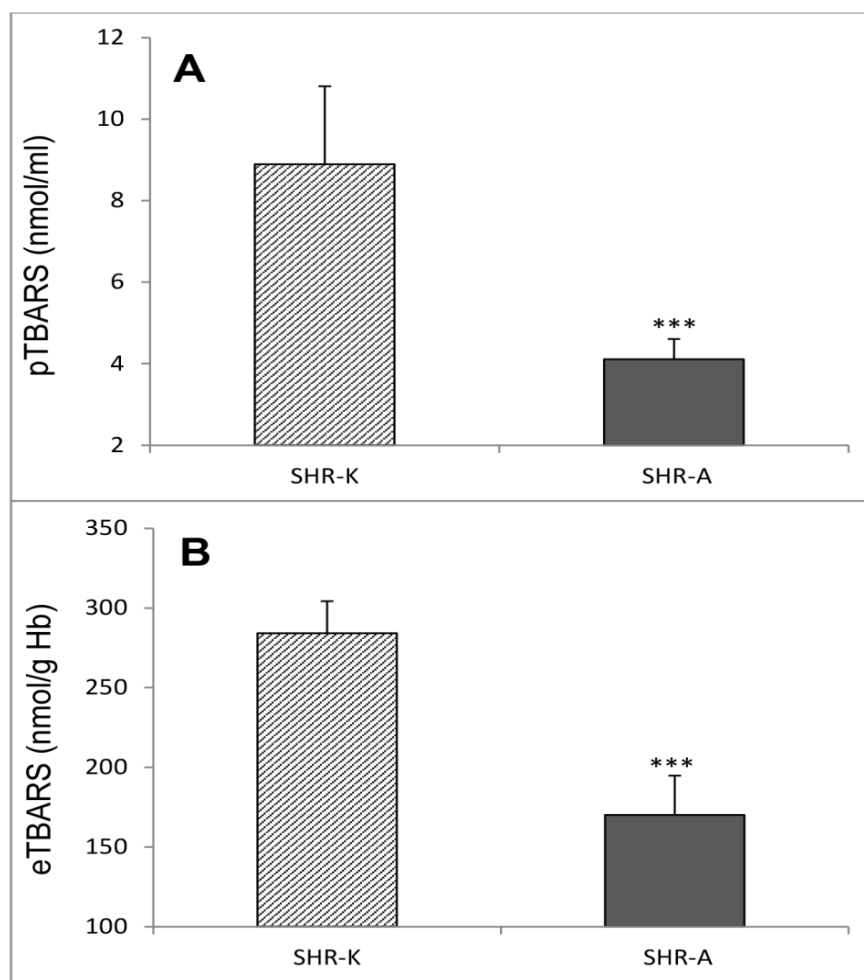 A
pTBARS (nmol/ml)
12
10
8
6
4
2
***
SHR-K SHR-A
B
eTBARS (nmol/g Hb)
350
300
250
200
150
100
***
SHR-K SHR-A